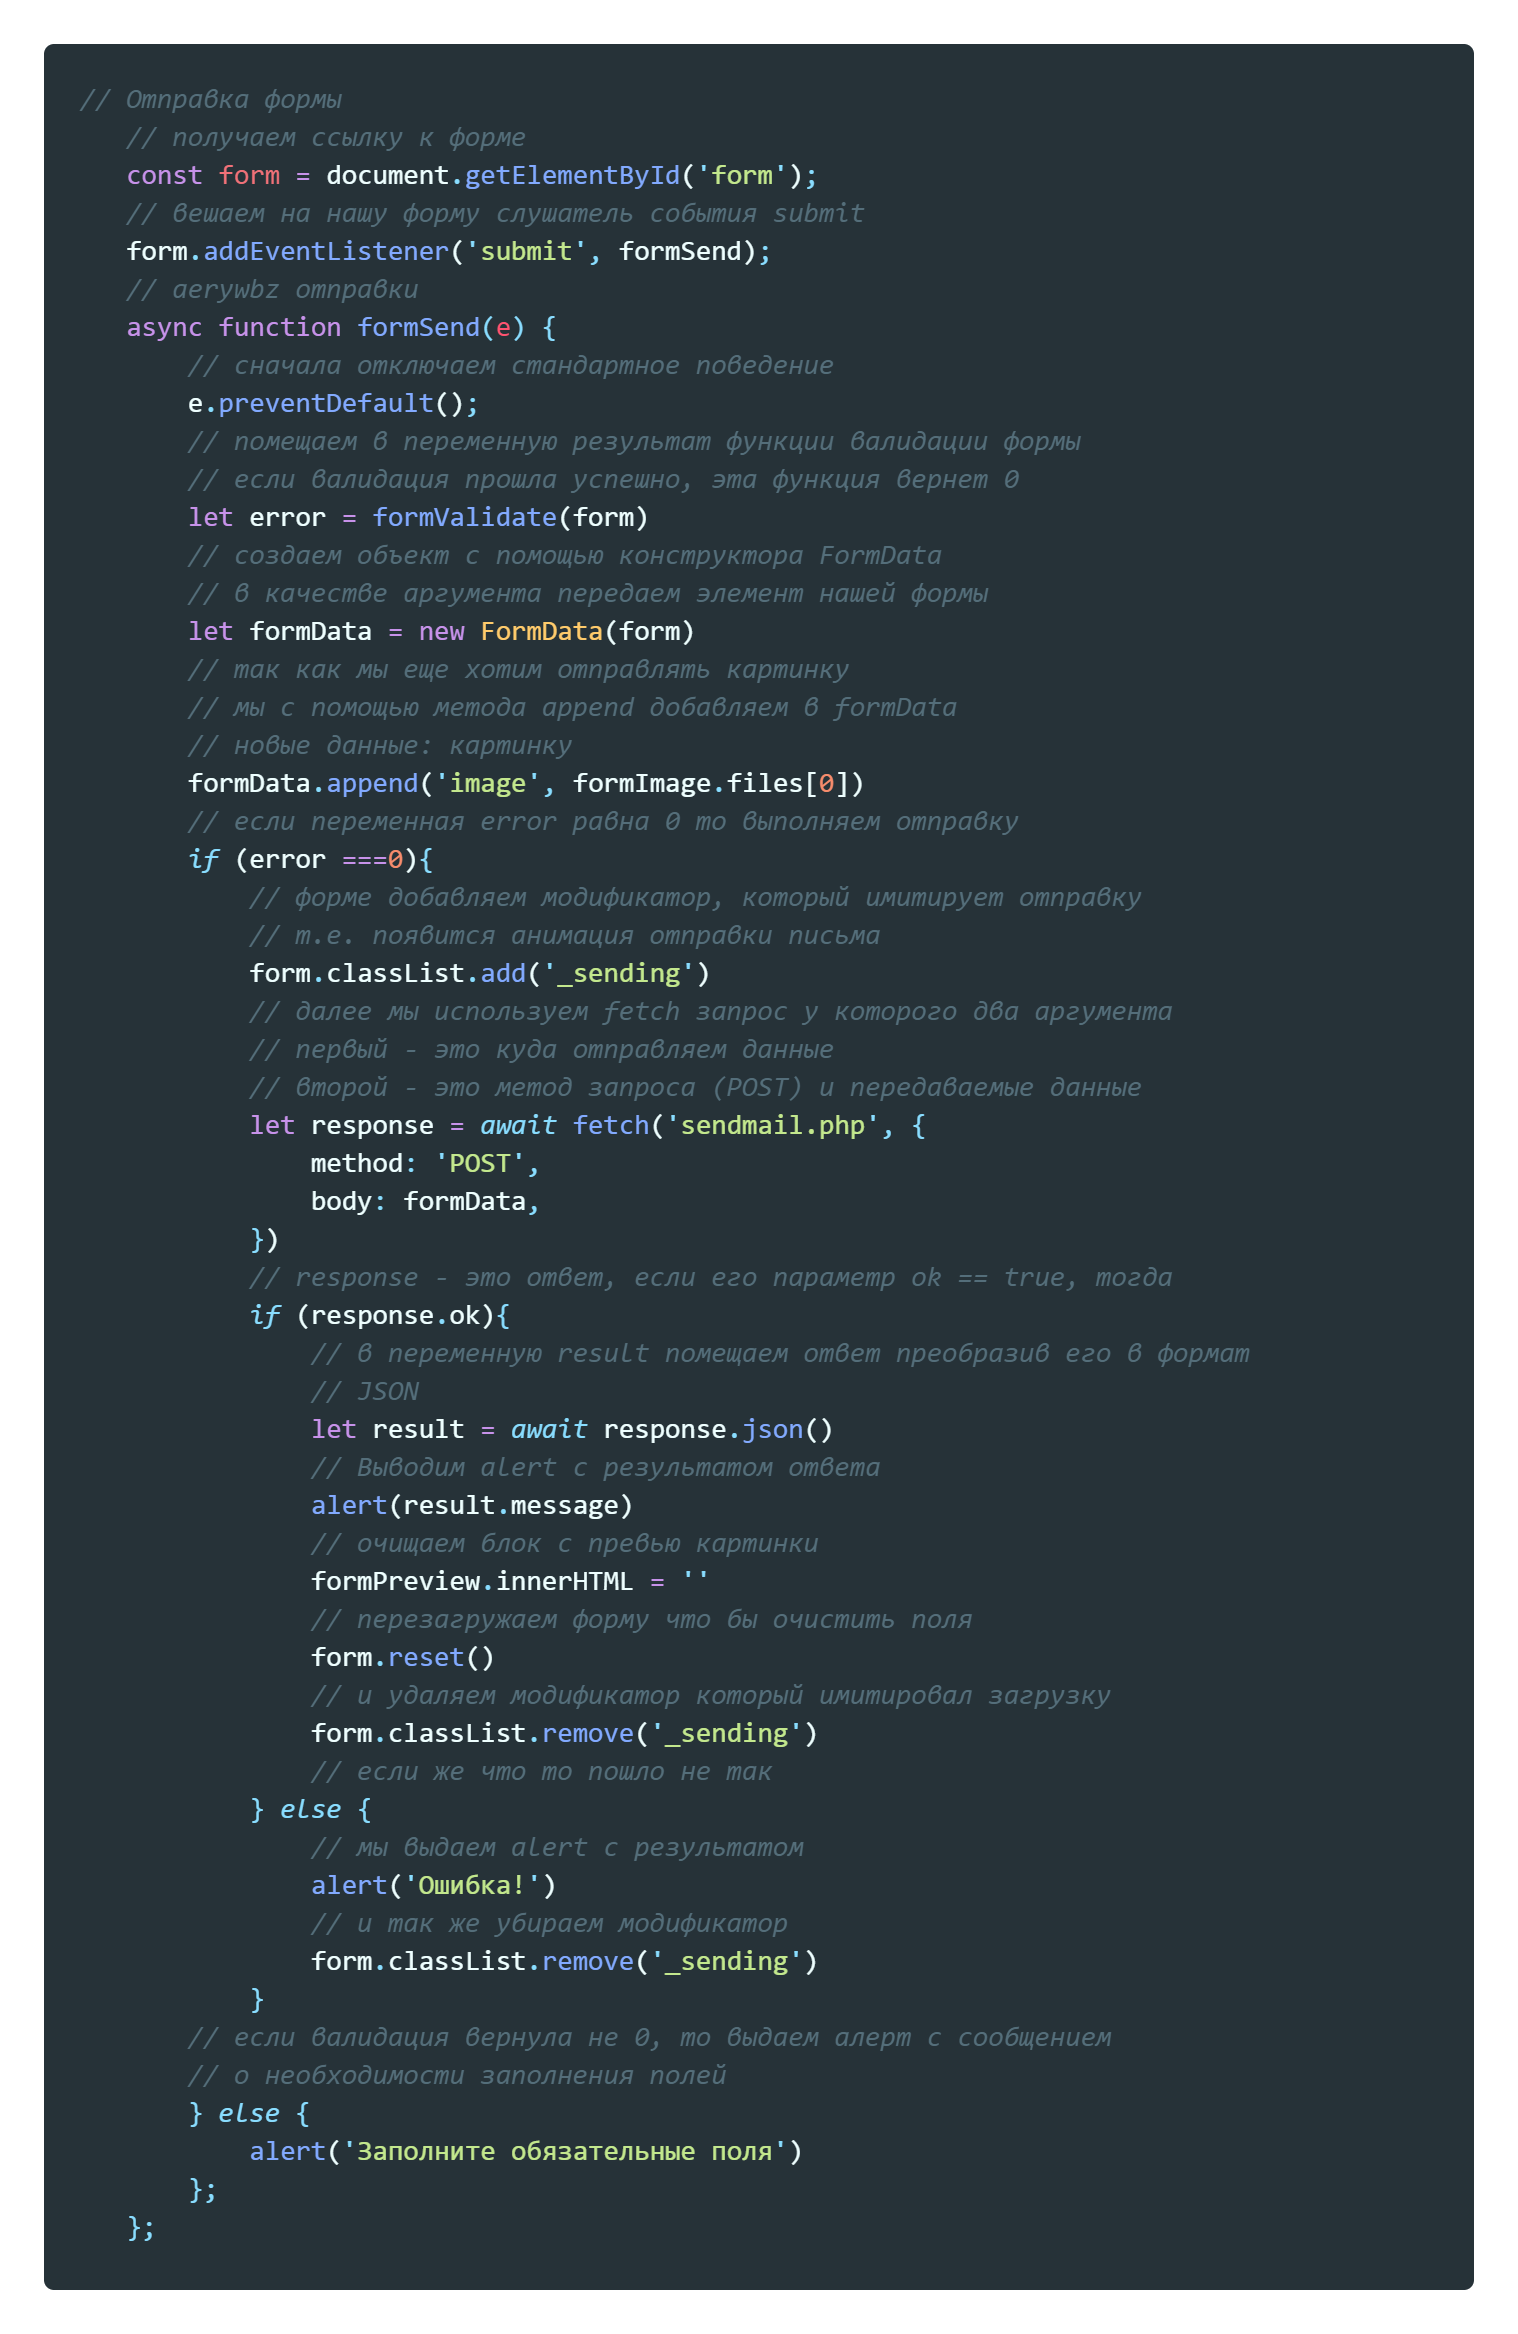 // Отправка формы
// получаем ссылку к форме
const form = document.getElementById('form');
// вешаем на нашу форму слушатель события submit
form.addEventListener('submit', formSend);
// aerywbz отправки
async function formSend(e) {
// сначала отключаем стандартное поведение
e.preventDefault();
// помещаем в переменную результат функции валидации формы
// если валидация прошла успешно, эта функция вернет 0
let error = formValidate(form)
// создаем объект с помощью конструктора FormData
// в качестве аргумента передаем элемент нашей формы
let formData = new FormData(form)
// так как мы еще хотим отправлять картинку
// мы с помощью метода append добавляем в formData
// новые данные: картинку
formData.append('image', formImage.files[0])
// если переменная error равна 0 то выполняем отправку
if (error ===0){
// форме добавляем модификатор, который имитирует отправку
// т.е. появится анимация отправки письма
form.classList.add('_sending')
// далее мы используем fetch запрос у которого два аргумента
// первый - это куда отправляем данные
// второй - это метод запроса (POST) и передаваемые данные
let response = await fetch('sendmail.php', {
method: 'POST',
body: formData,
})
// response - это ответ, если его параметр ok == true, тогда
if (response.ok){
// в переменную result помещаем ответ преобразив его в формат
// JSON
let result = await response.json()
// Выводим alert с результатом ответа
alert(result.message)
// очищаем блок с превью картинки
formPreview.innerHTML = ''
// перезагружаем форму что бы очистить поля
form.reset()
// и удаляем модификатор который имитировал загрузку
form.classList.remove('_sending')
// если же что то пошло не так
} else {
// мы выдаем alert с результатом
alert('Ошибка!')
// и так же убираем модификатор
form.classList.remove('_sending')
}
// если валидация вернула не 0, то выдаем алерт с сообщением
// о необходимости заполнения полей
} else {
alert('Заполните обязательные поля')
};
};